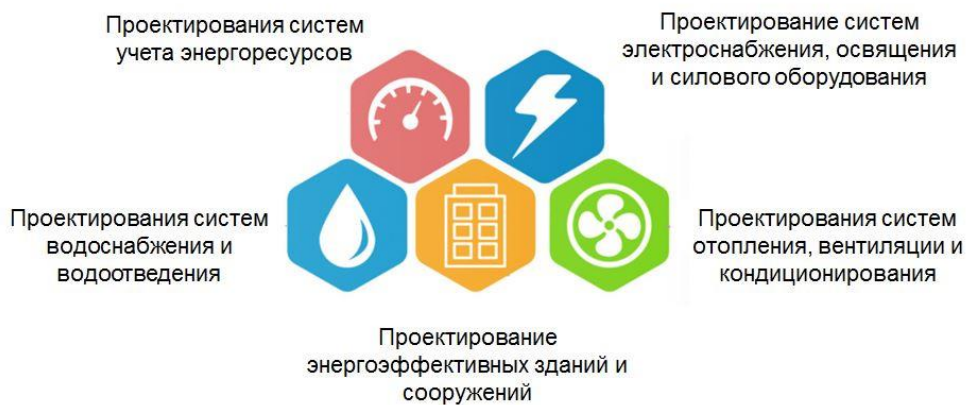 Проектирования систем
учета энергоресурсов
Проектирование систем
электроснабжения, освящения
и силового оборудования
Проектирования систем
водоснабжения и
водоотведения
Проектирования систем
отопления, вентиляции и
кондиционирования
Проектирование
энергоэффективных зданий и
сооружений